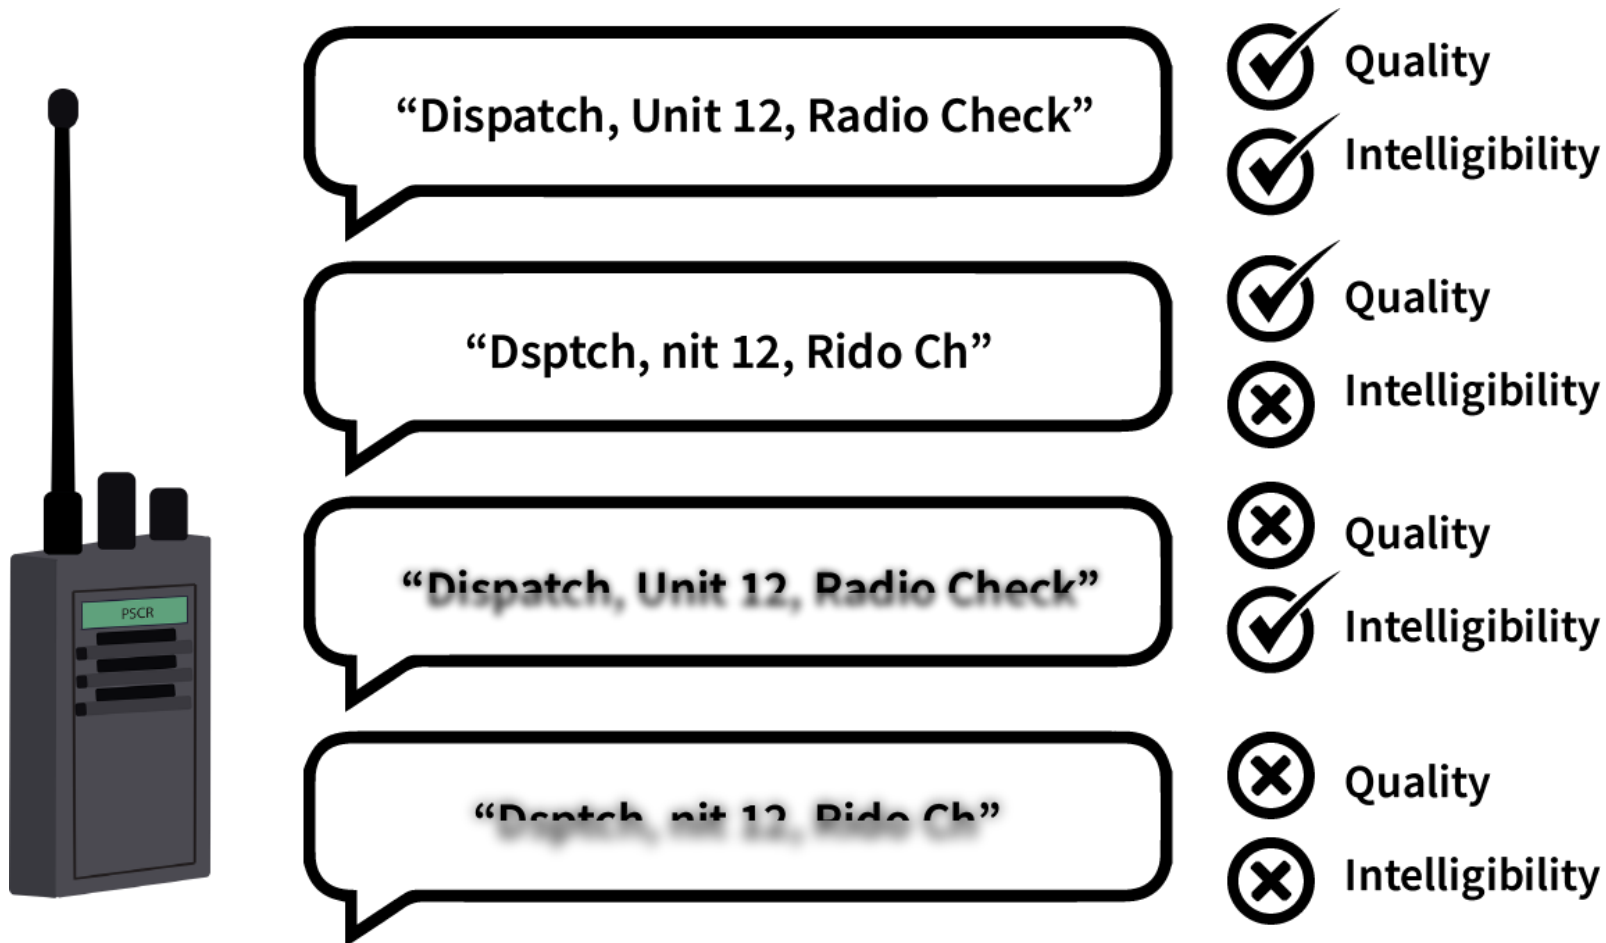 “Dispatch, Unit 12, Radio Check”
Quality
Intelligibility
“Dsptch, nit 12, Rido Ch”
Quality
Intelligibility
PSCR
“Dispatch, Unit 12, Radio Check”
Quality
Intelligibility
“Dsptch, nit 12, Rido Ch”
Quality
Intelligibility